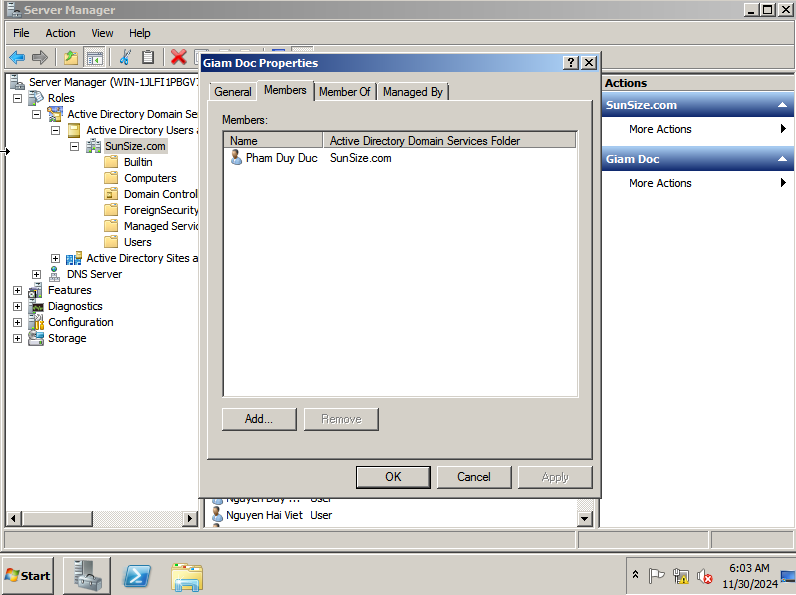 Server Manager
File Action View Help
Server Manager (WIN-1JLFI1PBGV
Roles
Active Directory Domain Se
Active Directory Users a
SunSize.com
Builtin
Computers
Domain Control
ForeignSecurity
Managed Servic
Users
Active Directory Sites a
DNS Server
Features
Diagnostics
Configuration
Storage
Giam Doc Properties
General Members Member Of Managed By
Members:
Name Active Directory Domain Services Folder
Pham Duy Duc SunSize.com
Add... Remove
OK Cancel Apply
Nguyen Duy ... User
Nguyen Hai Viet User
Actions
SunSize.com
More Actions
Giam Doc
More Actions
Start
6:03 AM
11/30/2024